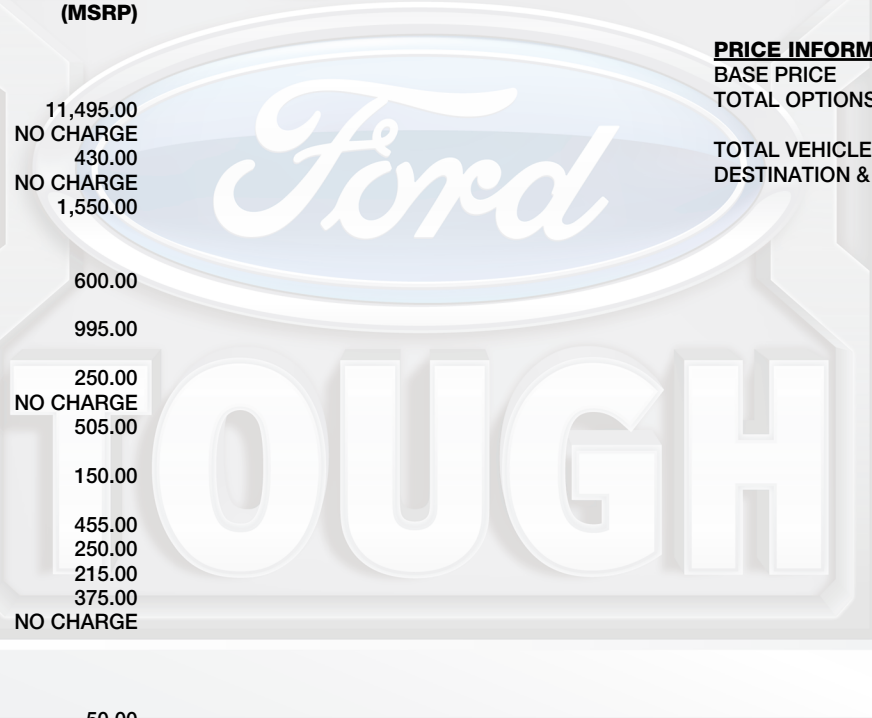 (MSRP)
11,495.00
NO CHARGE
430.00
NO CHARGE
1,550.00
600.00
995.00
250.00
NO CHARGE
505.00
150.00
455.00
250.00
215.00
375.00
NO CHARGE
50.00
PRICE INFORM
BASE PRICE
TOTAL OPTIONS
TOTAL VEHICLE
DESTINATION &
Ford
TOUGH